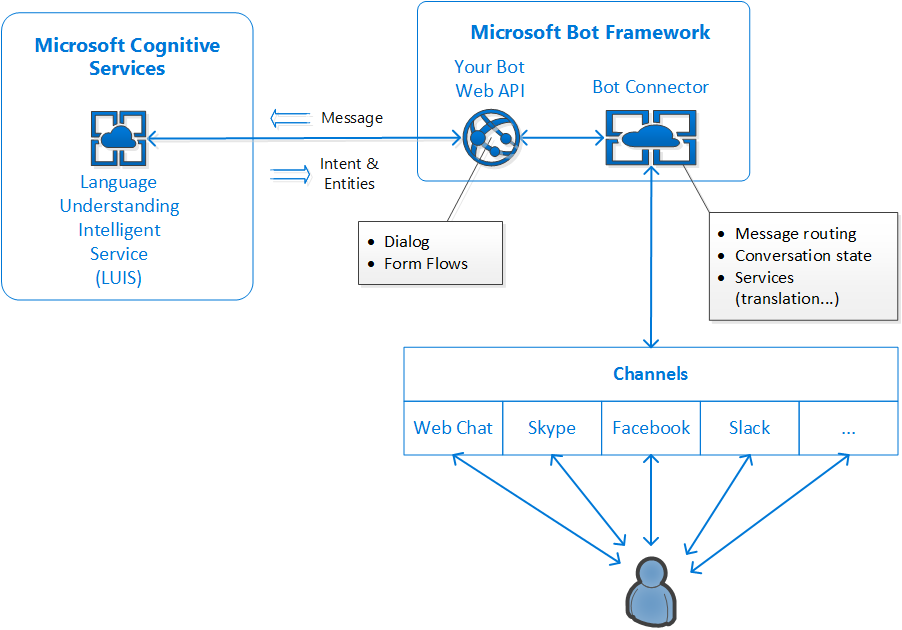 Microsoft Cognitive
Services
Language
Understanding
Intelligent
Service
(LUIS)
Message
Intent &
Entities
Microsoft Bot Framework
Your Bot
Web API
Bot Connector
• Dialog
• Form Flows
• Message routing
• Conversation state
• Services
(translation...)
Channels
Web Chat
Skype
Facebook
Slack
...